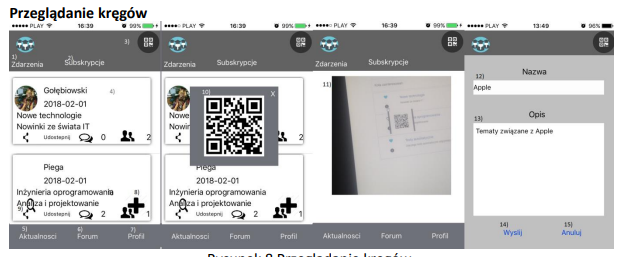 Przeglądanie kręgów
PLAY 16:39 99%
3)
1) 2)
Zdarzenia Subskrypcje
Gołębiowski 4)
2018-02-01
Nowe technologie
Nowinki ze świata IT
Udostępnij 0 2
Piega
2018-02-01
Inżynieria oprogramowania 8)
Analiza i projektowanie
9) Udostępnij 2 1
5) 6) 7)
Aktualnosci Forum Profil
PLAY 16:39 99%
Zdarzenia Subskrypcje
10) X
Nowe
Nowin
Udostępnij 0 2
Piega
2018-02-01
Inżynieria oprogramowania
Analiza i projektowanie
Udostępnij 2 1
Aktualnosci Forum Profil
PLAY 16:39 99%
Zdarzenia Subskrypcje
11)
Aktualnosci Forum Profil
PLAY 13:49 96%
12) Nazwa
Apple
13) Opis
Tematy związane z Apple
14) 15)
Wyslij Anuluj
Rysunek 8 Przeglądanie kręgów